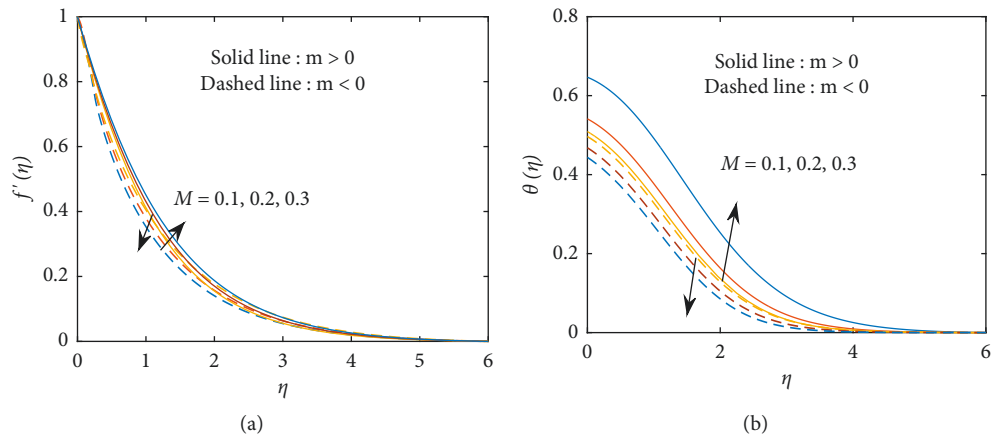 1
0.8
0.6
0.4
0.2
0
f′ (η)
Solid line : m > 0
Dashed line : m < 0
M = 0.1, 0.2, 0.3
0 1 2 3 4 5 6
η
(a)
0.8
0.6
0.4
0.2
0
θ (η)
Solid line : m > 0
Dashed line : m < 0
M = 0.1, 0.2, 0.3
0 2 4 6
η
(b)